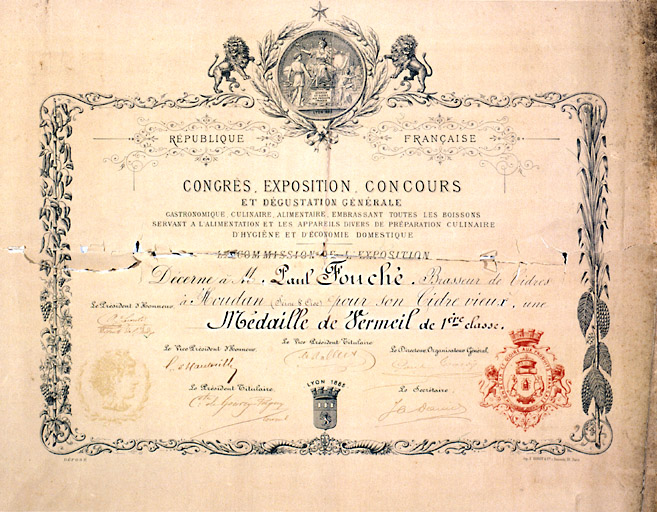 RÉPUBLIQUE FRANÇAISE
CONGRÈS, EXPOSITION, CONCOURS
ET DÉGUSTATION GÉNÉRALE
GASTRONOMIQUE, CULINAIRE, ALIMENTAIRE, EMBRASSANT TOUTES LES BOISSONS
SERVANT A L'ALIMENTATION ET LES APPAREILS DIVERS DE PRÉPARATION CULINAIRE
D'HYGIÈNE ET D'ÉCONOMIE DOMESTIQUE
LA COMMISSION DE L'EXPOSITION
Décerne à M. Paul Fouché, Brasseur de Cidres
à Houdan (Seine & Oise) pour son Cidre vieux, une
Médaille de Vermeil de 1ère classe.
Le Président d'Honneur
Le Vice Président d'Honneur
Le Vice Président Titulaire
Le Directeur Organisateur Général,
Le Président Titulaire
LYON 1885
Le Secrétaire